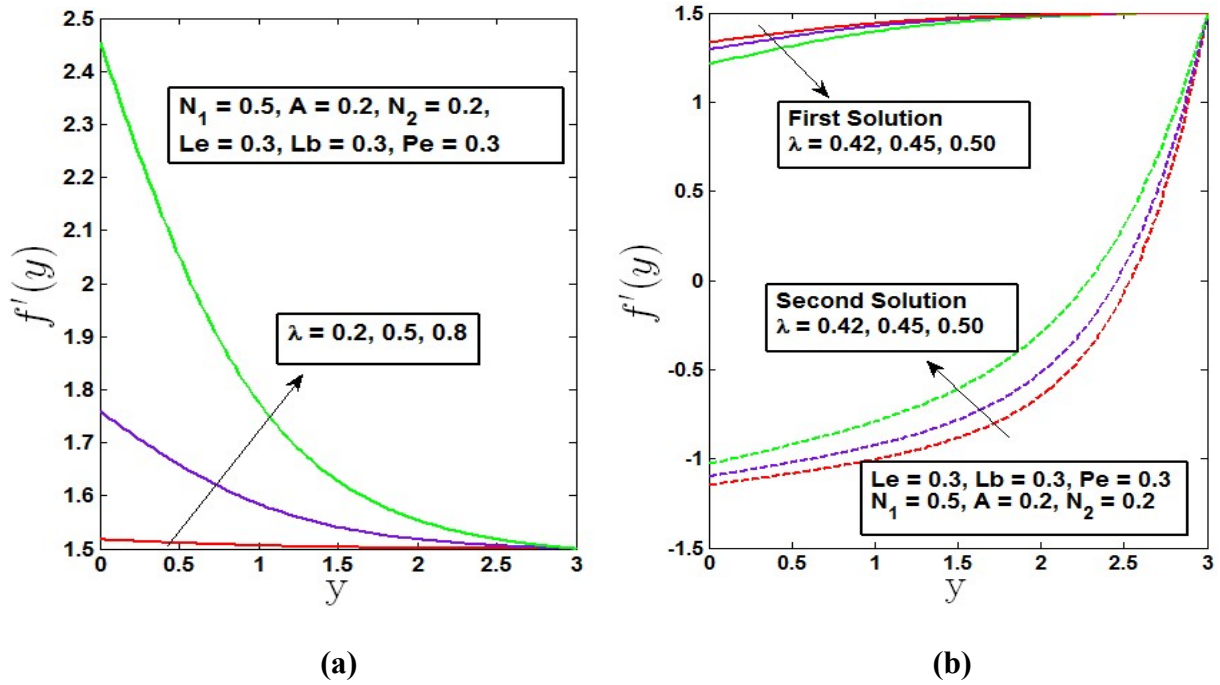 2.5
2.4
2.3
2.2
2.1
2
1.9
1.8
1.7
1.6
1.5
f'(y)
N₁ = 0.5, A = 0.2, N₂ = 0.2,
Le = 0.3, Lb = 0.3, Pe = 0.3
λ = 0.2, 0.5, 0.8
0 0.5 1 1.5 2 2.5 3
y
(a)
1.5
1
0.5
0
-0.5
-1
-1.5
f'(y)
First Solution
λ = 0.42, 0.45, 0.50
Second Solution
λ = 0.42, 0.45, 0.50
Le = 0.3, Lb = 0.3, Pe = 0.3
N₁ = 0.5, A = 0.2, N₂ = 0.2
0 0.5 1 1.5 2 2.5 3
y
(b)